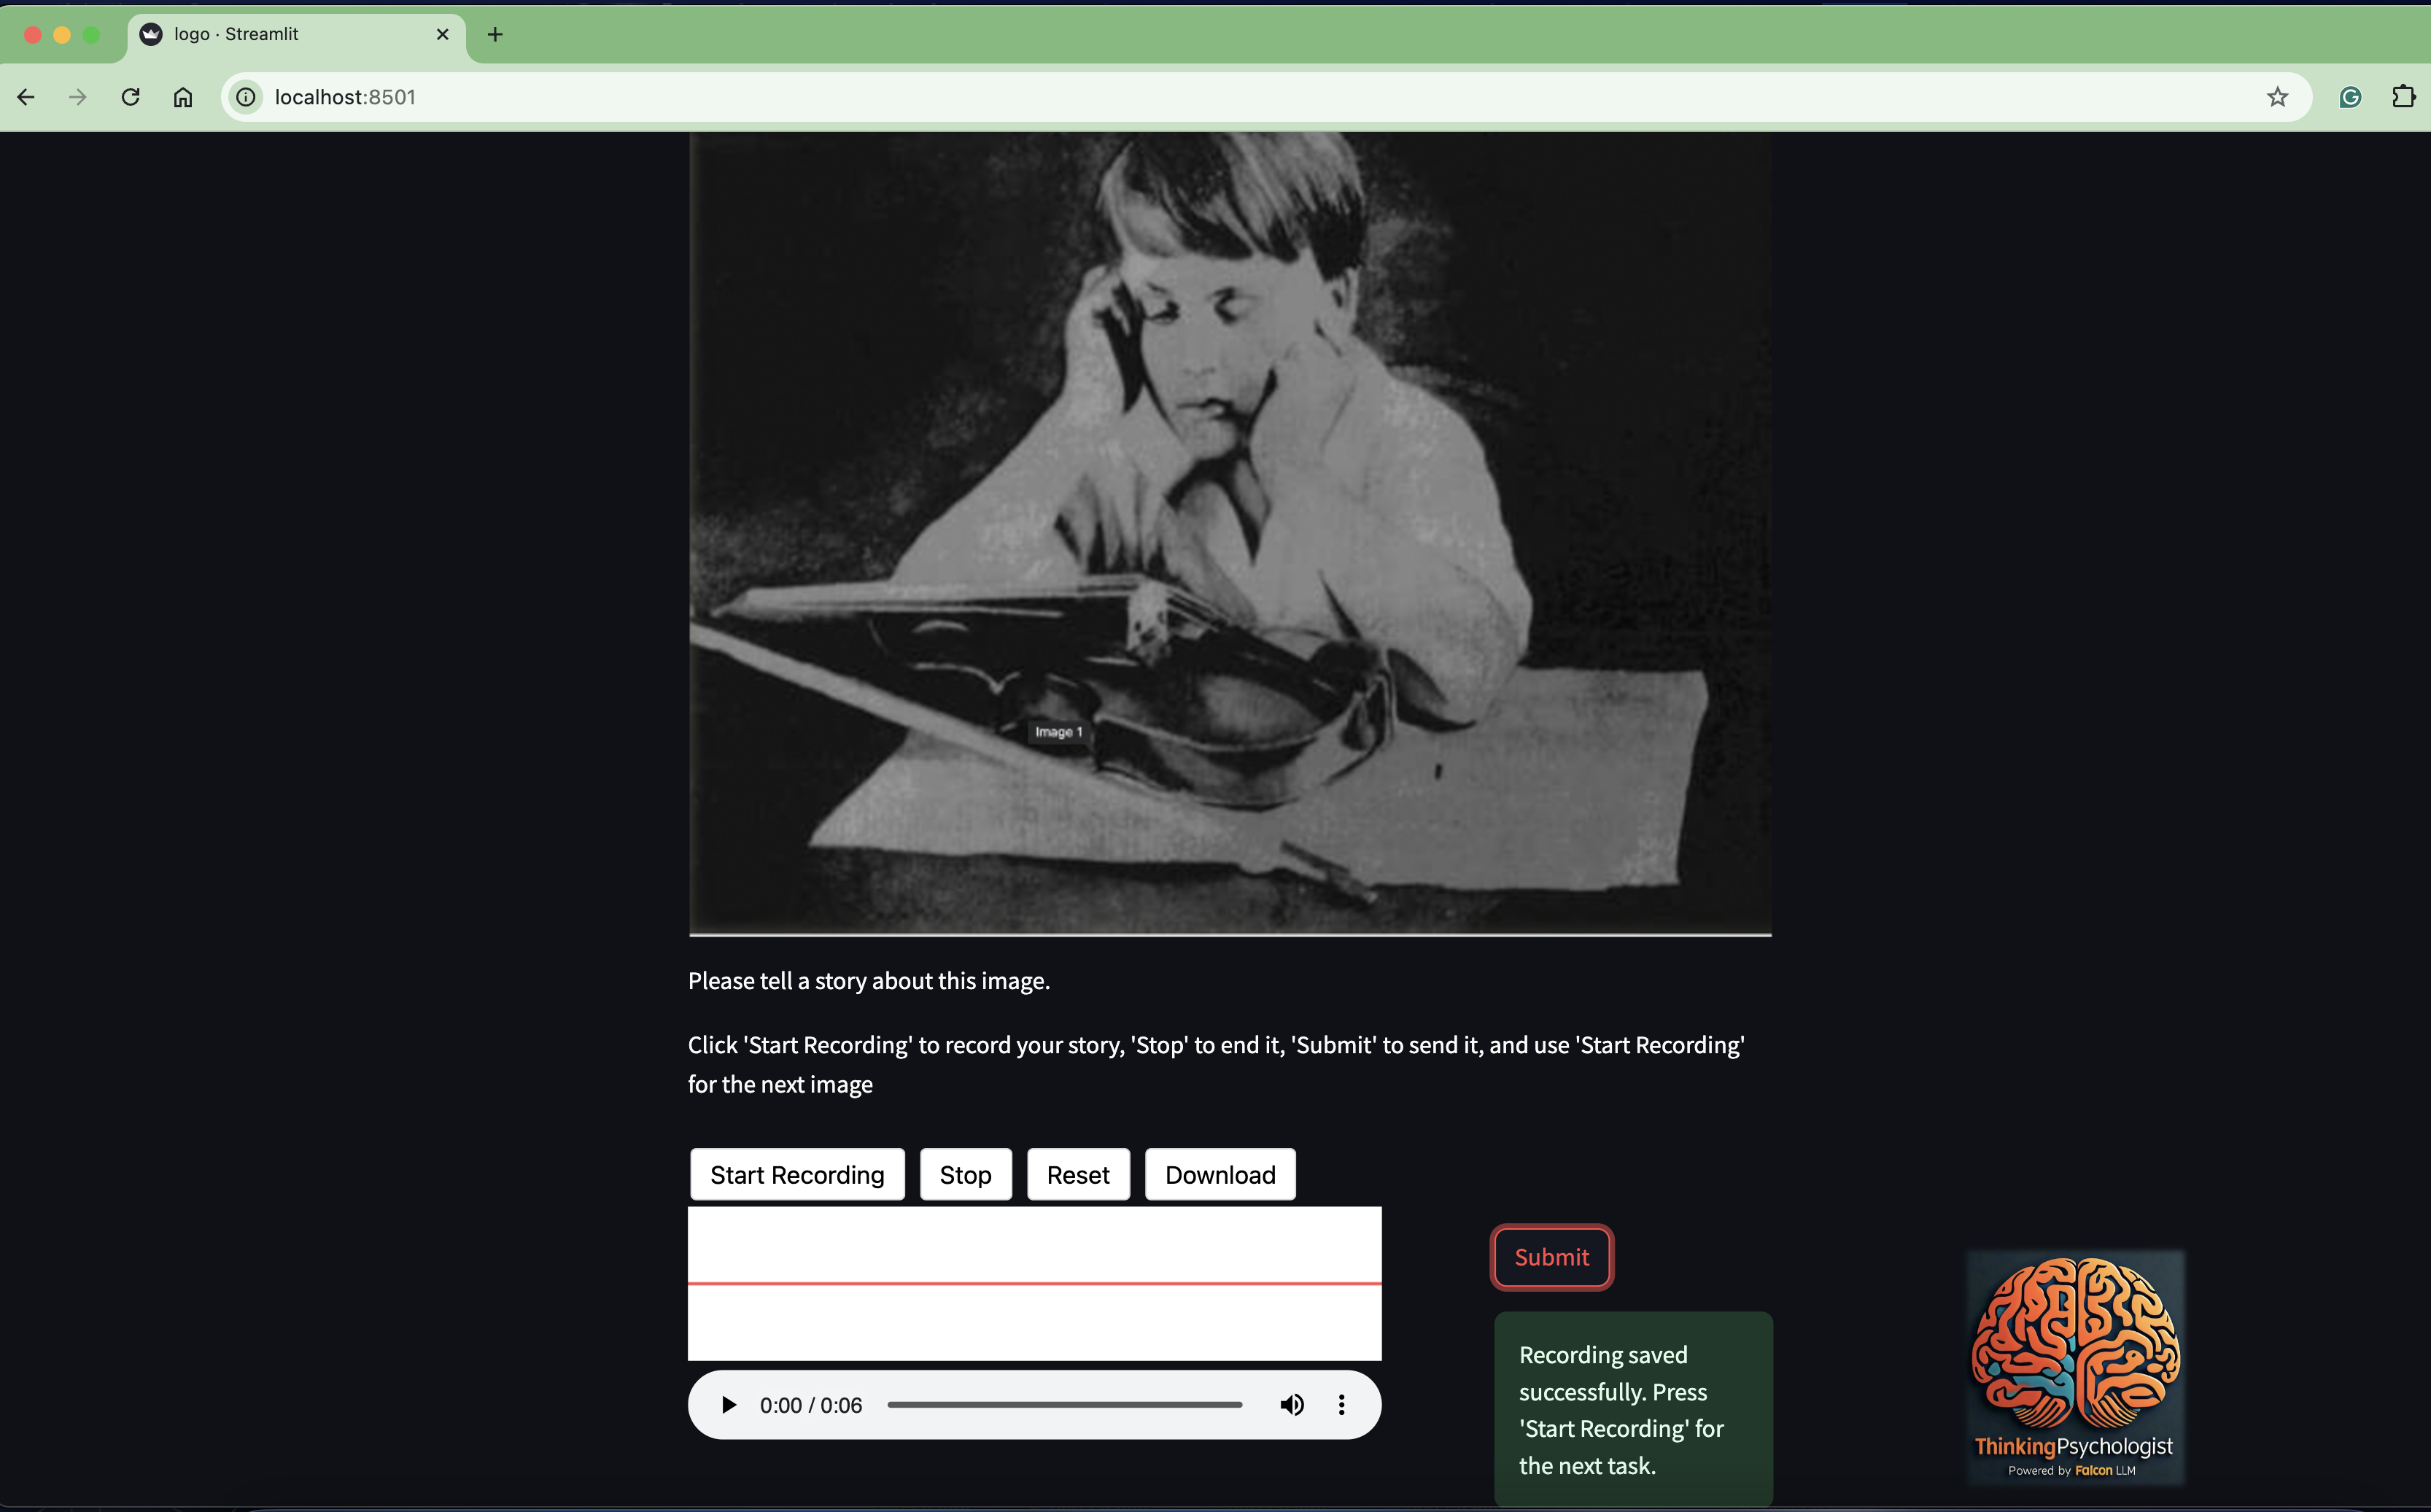 logo · Streamlit
localhost:8501
Image 1
Please tell a story about this image.
Click 'Start Recording' to record your story, 'Stop' to end it, 'Submit' to send it, and use 'Start Recording'
for the next image
Start Recording Stop Reset Download
Submit
0:00 / 0:06
Recording saved
successfully. Press
'Start Recording' for
the next task.
ThinkingPsychologist
Powered by Falcon LLM